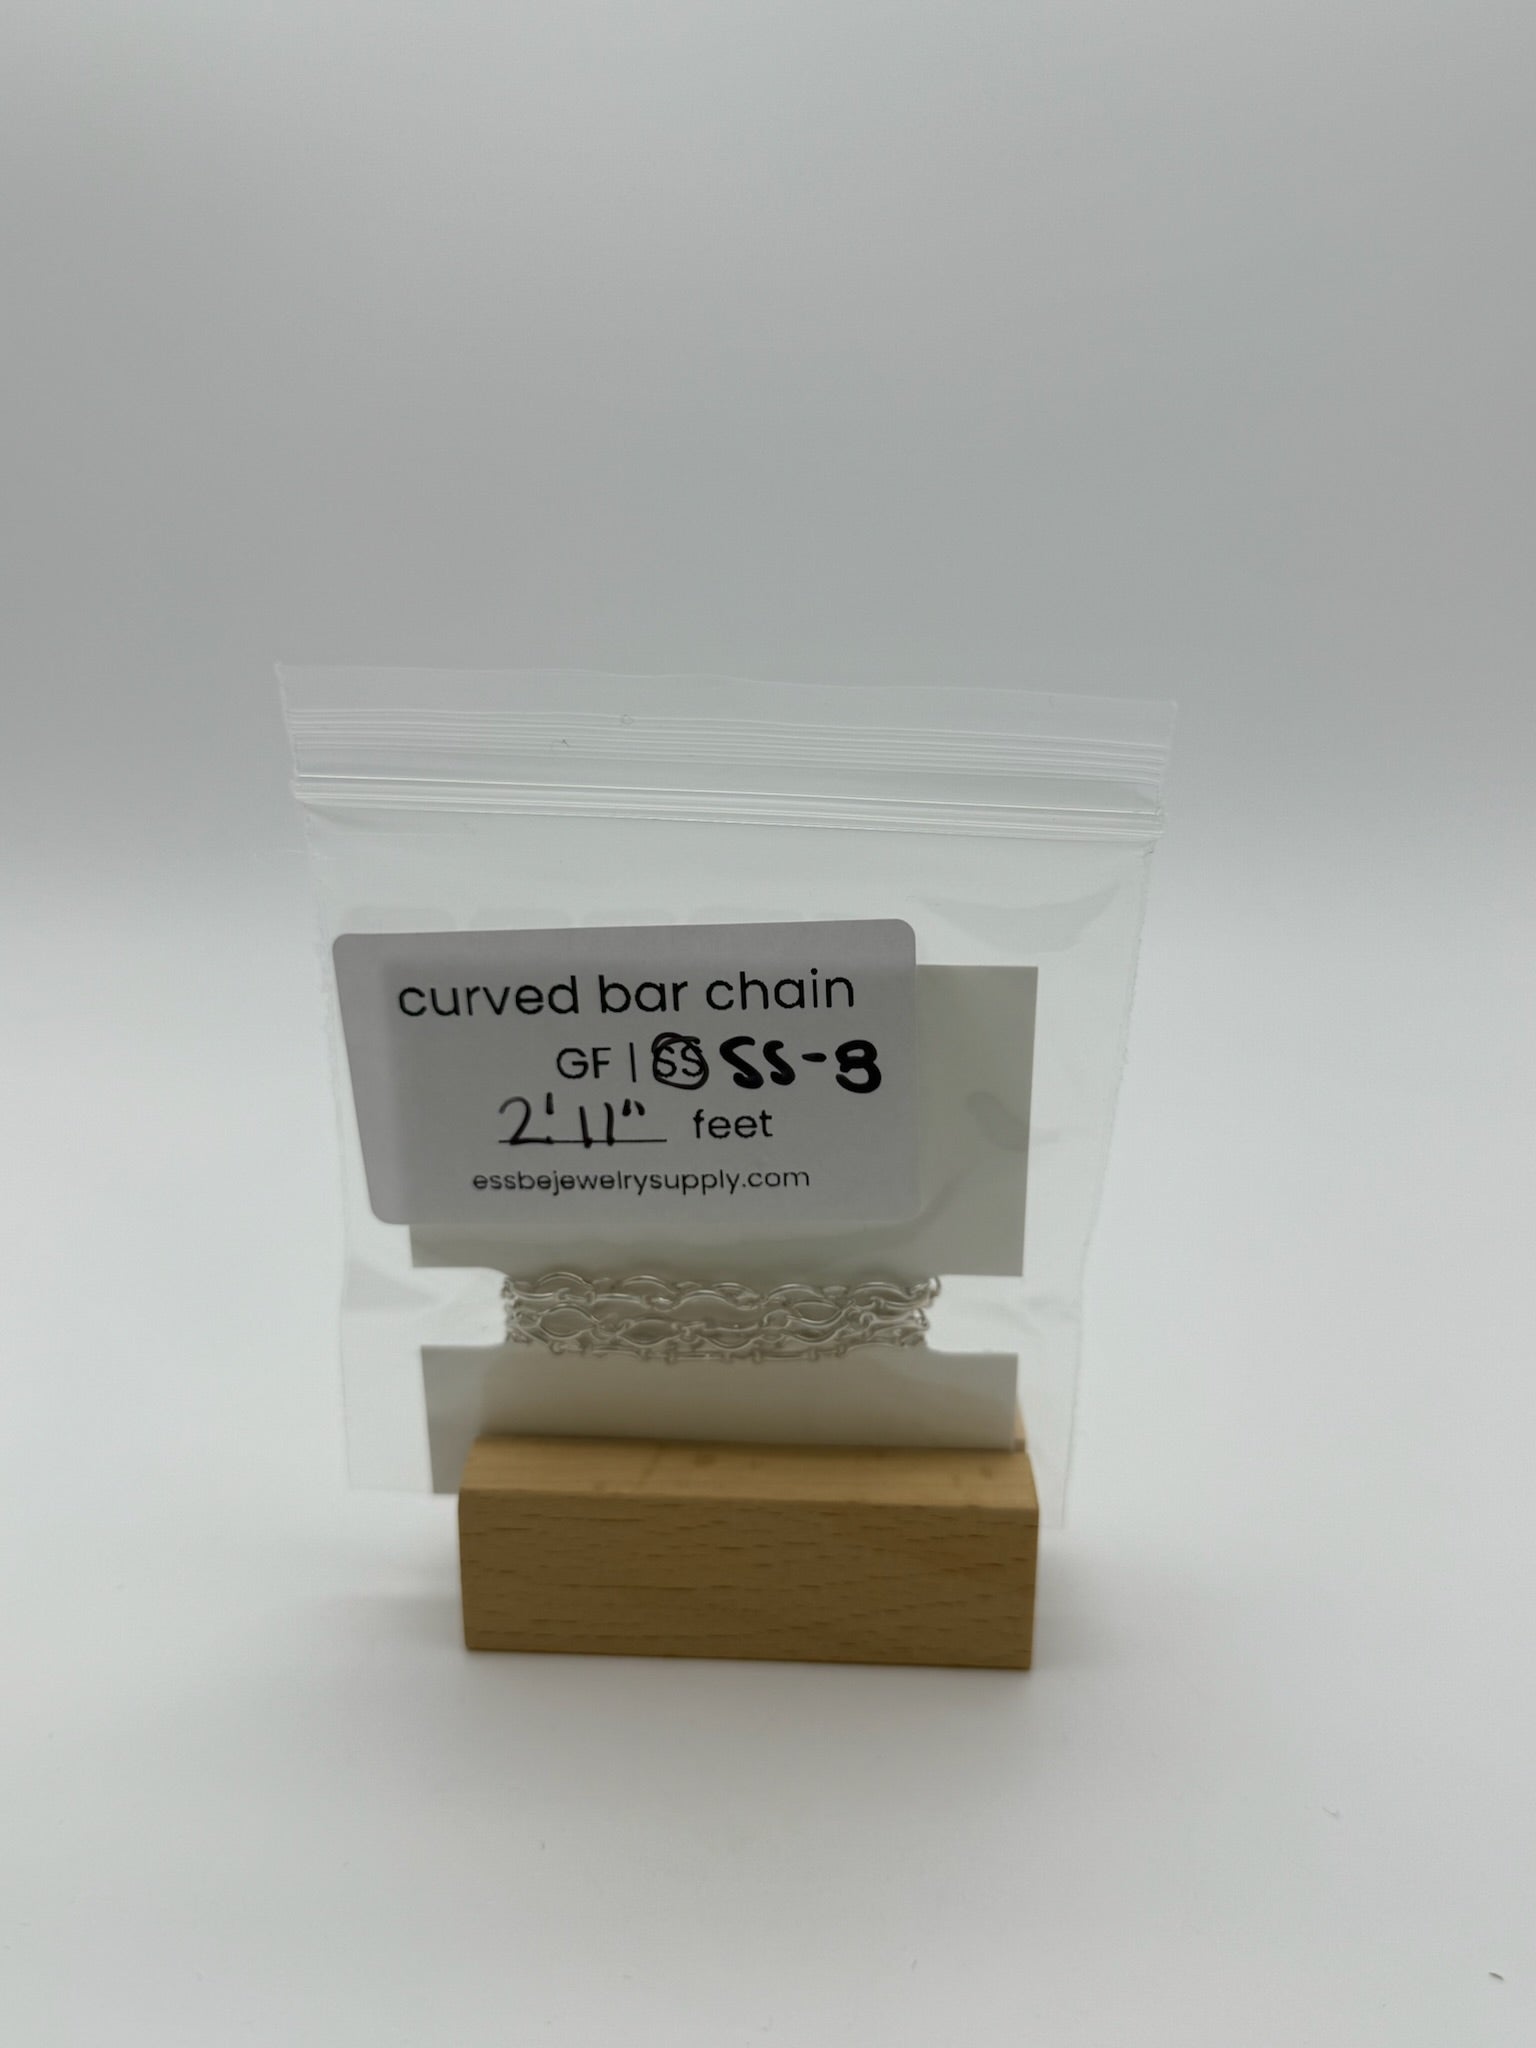 curved bar chain
GF | SS SS-8
2' 11" feet
essbejewelrysupply.com